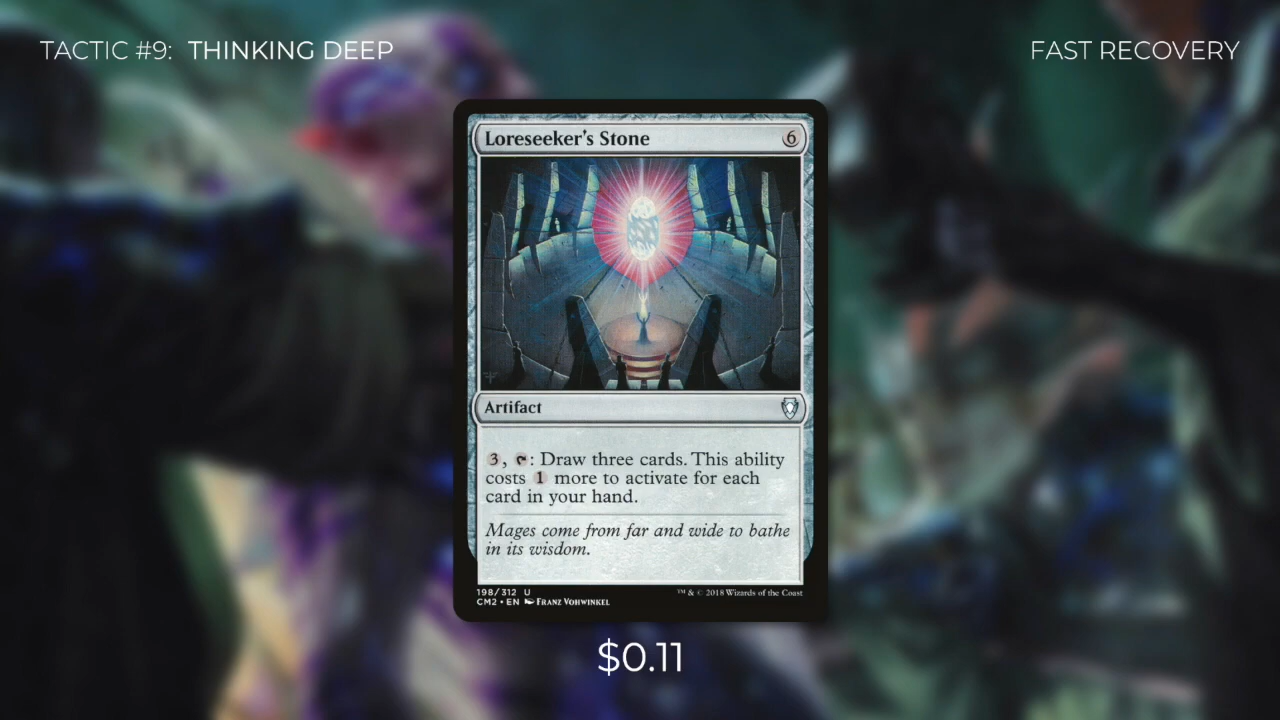 TACTIC #9: THINKING DEEP
FAST RECOVERY
Loreseeker's Stone 6
Artifact
3, : Draw three cards. This ability
costs 1 more to activate for each
card in your hand.
Mages come from far and wide to bathe
in its wisdom.
198/312 U
CM2 • EN Franz Vohwinkel
™ & © 2018 Wizards of the Coast
$0.11